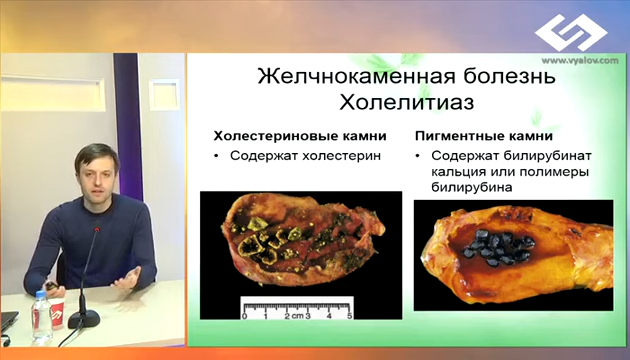 www.vyalov.com
Желчнокаменная болезнь
Холелитиаз
Холестериновые камни
• Содержат холестерин
Пигментные камни
• Содержат билирубинат
кальция или полимеры
билирубина
0 1 2 cm 4 5